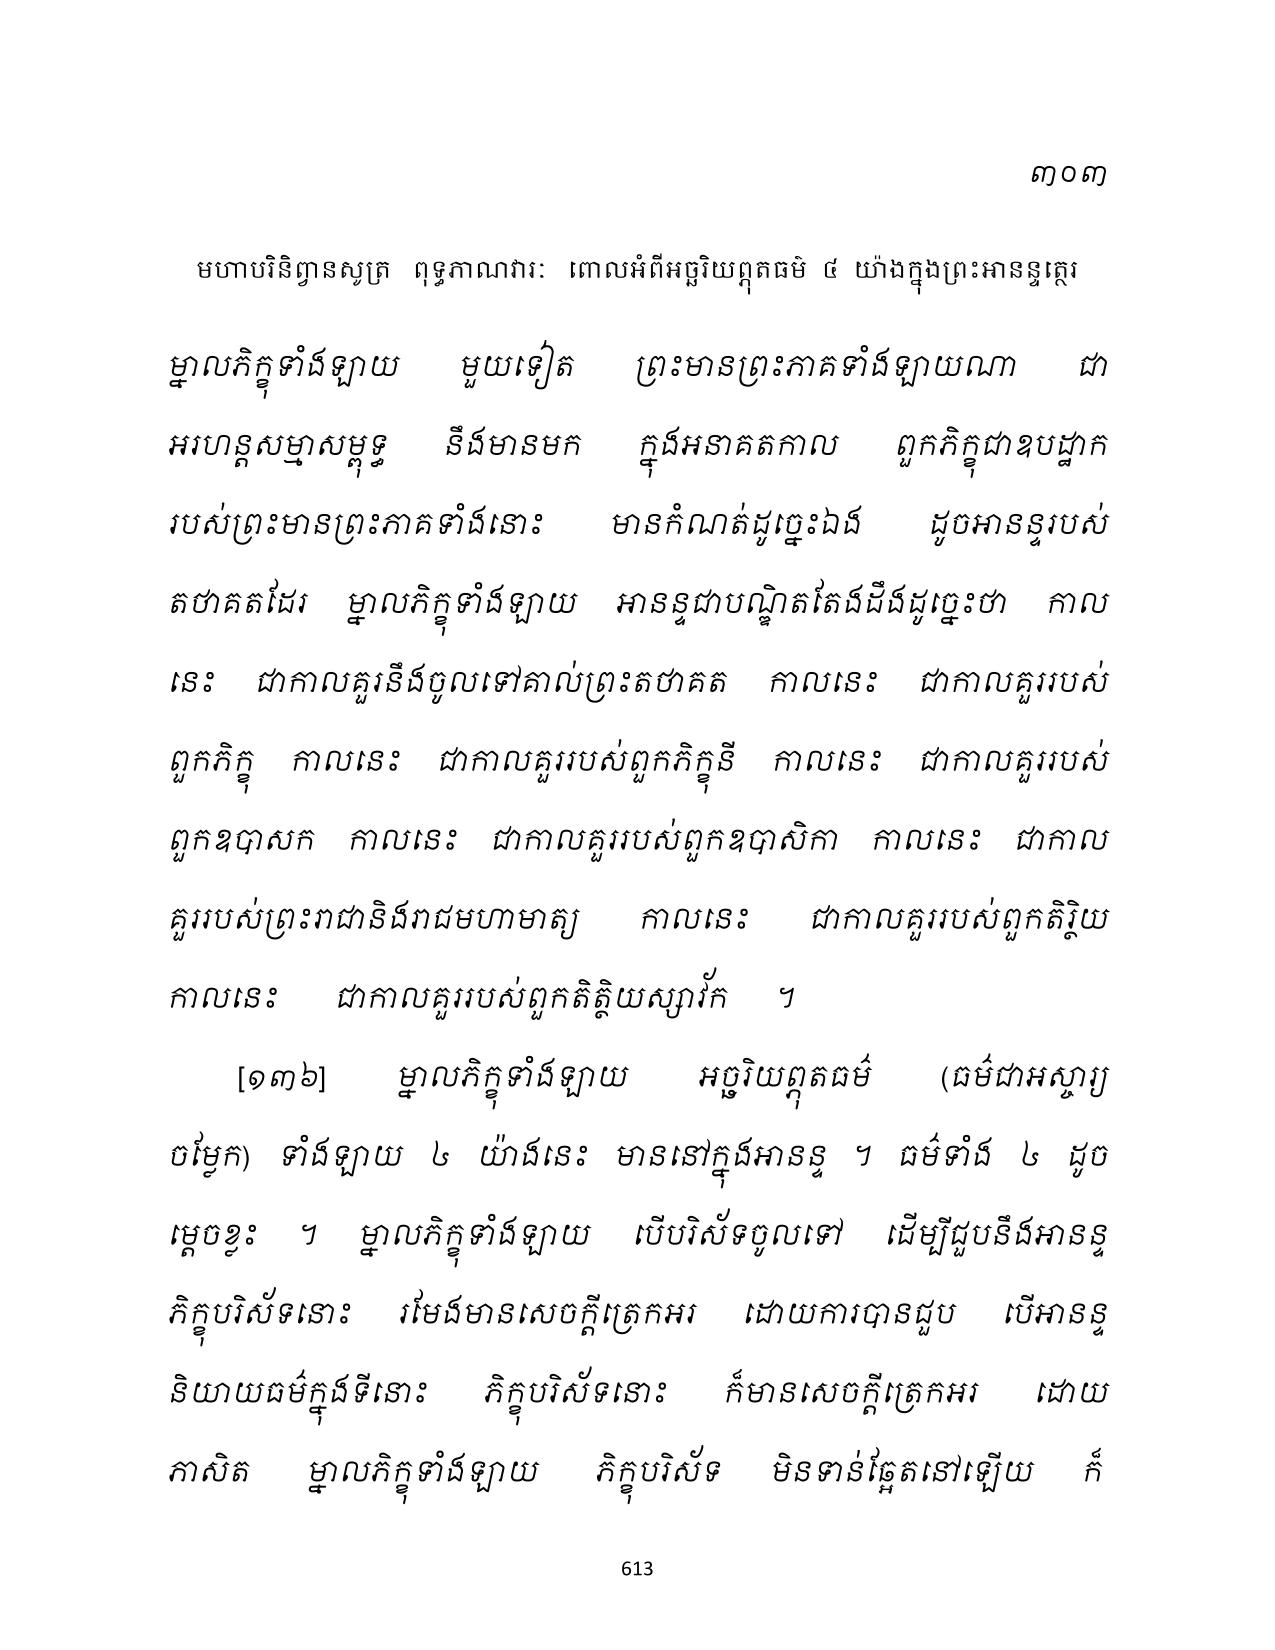 ៣០៣
មហាបរិនិព្វានសូត្រ ពុទ្ធភាណវារៈ ពោលអំពីអច្ឆរិយព្ភុតធម៌ ៤ យ៉ាងក្នុងព្រះអានន្ទត្ថេរ
ម្នាលភិក្ខុទាំងឡាយ មួយទៀត ព្រះមានព្រះភាគទាំងឡាយណា ជា
អរហន្តសម្មាសម្ពុទ្ធ នឹងមានមក ក្នុងអនាគតកាល ពួកភិក្ខុជាឧបដ្ឋាក
របស់ព្រះមានព្រះភាគទាំងនោះ មានកំណត់ដូច្នេះឯង ដូចអានន្ទរបស់
តថាគតដែរ ម្នាលភិក្ខុទាំងឡាយ អានន្ទជាបណ្ឌិតតែងដឹងដូច្នេះថា កាល
នេះ ជាកាលគួរនឹងចូលទៅគាល់ព្រះតថាគត កាលនេះ ជាកាលគួររបស់
ពួកភិក្ខុ កាលនេះ ជាកាលគួររបស់ពួកភិក្ខុនី កាលនេះ ជាកាលគួររបស់
ពួកឧបាសក កាលនេះ ជាកាលគួររបស់ពួកឧបាសិកា កាលនេះ ជាកាល
គួររបស់ព្រះរាជានិងរាជមហាមាត្យ កាលនេះ ជាកាលគួររបស់ពួកតិរ្ថិយ
កាលនេះ ជាកាលគួររបស់ពួកតិត្ថិយស្សាវ័ក ។
[១៣៦] ម្នាលភិក្ខុទាំងឡាយ អច្ឆរិយព្ភុតធម៌ (ធម៌ជាអស្ចារ្យ
ចម្លែក) ទាំងឡាយ ៤ យ៉ាងនេះ មាននៅក្នុងអានន្ទ ។ ធម៌ទាំង ៤ ដូច
ម្តេចខ្លះ ។ ម្នាលភិក្ខុទាំងឡាយ បើបរិស័ទចូលទៅ ដើម្បីជួបនឹងអានន្ទ
ភិក្ខុបរិស័ទនោះ រមែងមានសេចក្តីត្រេកអរ ដោយការបានជួប បើអានន្ទ
និយាយធម៌ក្នុងទីនោះ ភិក្ខុបរិស័ទនោះ ក៏មានសេចក្តីត្រេកអរ ដោយ
ភាសិត ម្នាលភិក្ខុទាំងឡាយ ភិក្ខុបរិស័ទ មិនទាន់ឆ្អែតនៅឡើយ ក៏
613